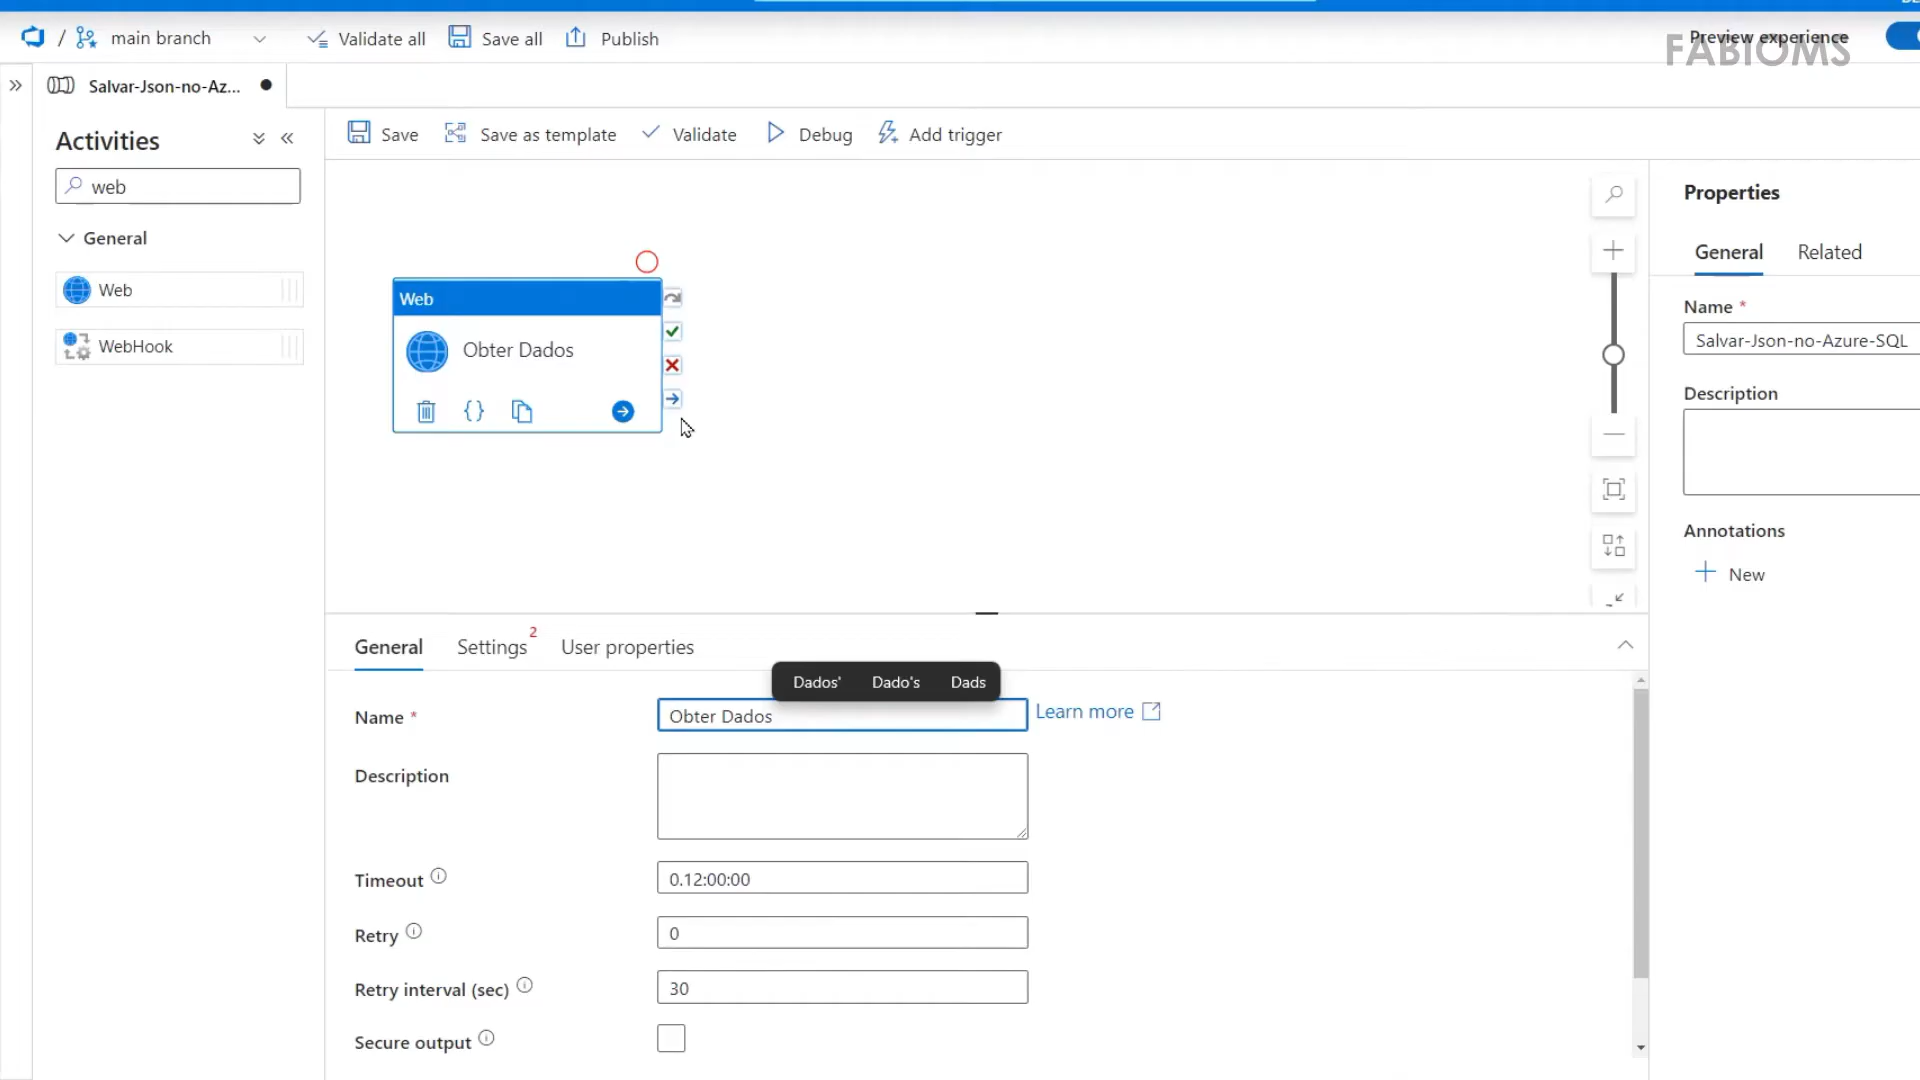 / main branch
Validate all
Save all
Publish
Preview experience
FABIOMS
Salvar-Json-no-Az...
Activities
web
General
Web
WebHook
Save
Save as template
Validate
Debug
Add trigger
Web
Obter Dados
Properties
General
Related
Name *
Salvar-Json-no-Azure-SQL
Description
Annotations
New
General
Settings 2
User properties
Dados' Dado's Dads
Name *
Obter Dados
Learn more
Description
Timeout
0.12:00:00
Retry
0
Retry interval (sec)
30
Secure output